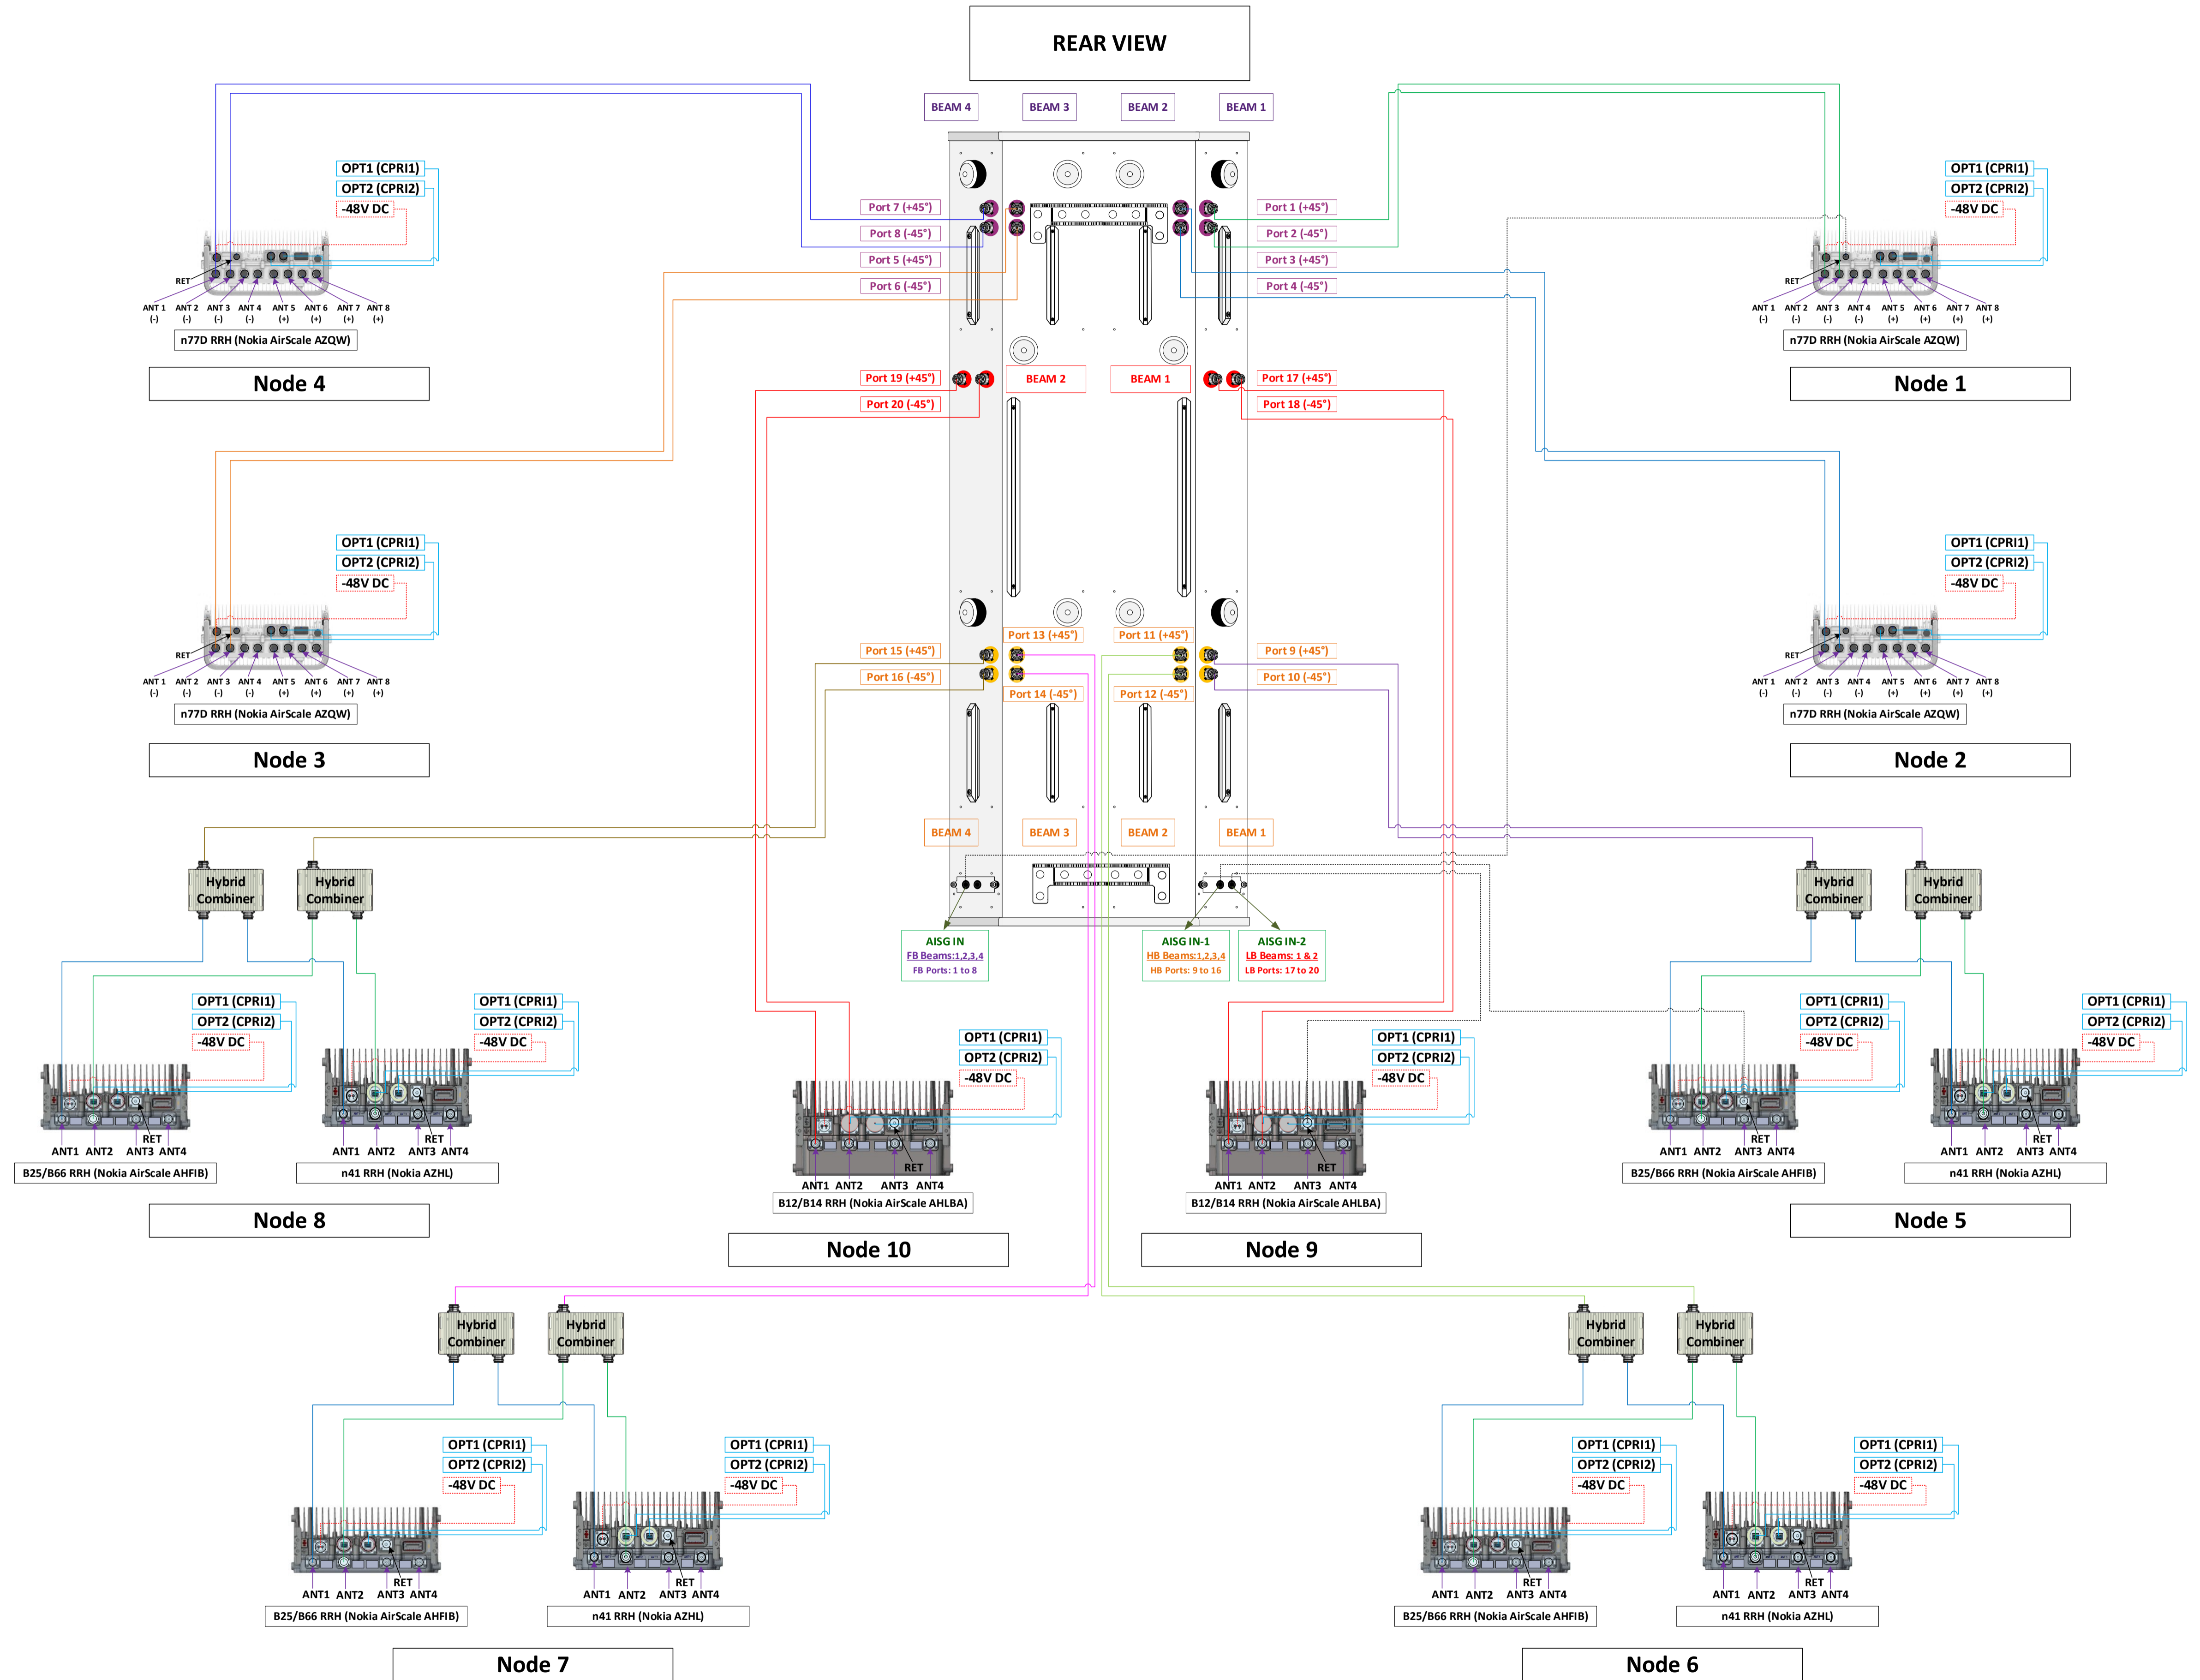 REAR VIEW
BEAM 4
BEAM 3
BEAM 2
BEAM 1
OPT1 (CPRI1)
OPT2 (CPRI2)
-48V DC
RET
ANT 1 ANT 2 ANT 3 ANT 4 ANT 5 ANT 6 ANT 7 ANT 8
(-) (-) (-) (-) (+) (+) (+) (+)
n77D RRH (Nokia AirScale AZQW)
Node 4
Port 7 (+45°)
Port 8 (-45°)
Port 5 (+45°)
Port 6 (-45°)
Port 1 (+45°)
Port 2 (-45°)
Port 3 (+45°)
Port 4 (-45°)
OPT1 (CPRI1)
OPT2 (CPRI2)
-48V DC
RET
ANT 1 ANT 2 ANT 3 ANT 4 ANT 5 ANT 6 ANT 7 ANT 8
(-) (-) (-) (-) (+) (+) (+) (+)
n77D RRH (Nokia AirScale AZQW)
Node 1
Port 19 (+45°)
Port 20 (-45°)
BEAM 2
BEAM 1
Port 17 (+45°)
Port 18 (-45°)
OPT1 (CPRI1)
OPT2 (CPRI2)
-48V DC
RET
ANT 1 ANT 2 ANT 3 ANT 4 ANT 5 ANT 6 ANT 7 ANT 8
(-) (-) (-) (-) (+) (+) (+) (+)
n77D RRH (Nokia AirScale AZQW)
Node 3
OPT1 (CPRI1)
OPT2 (CPRI2)
-48V DC
RET
ANT 1 ANT 2 ANT 3 ANT 4 ANT 5 ANT 6 ANT 7 ANT 8
(-) (-) (-) (-) (+) (+) (+) (+)
n77D RRH (Nokia AirScale AZQW)
Node 2
Port 13 (+45°)
Port 11 (+45°)
Port 15 (+45°)
Port 16 (-45°)
Port 9 (+45°)
Port 10 (-45°)
Port 14 (-45°)
Port 12 (-45°)
BEAM 4
BEAM 3
BEAM 2
BEAM 1
AISG IN
FB Beams:1,2,3,4
FB Ports: 1 to 8
AISG IN-1
HB Beams:1,2,3,4
HB Ports: 9 to 16
AISG IN-2
LB Beams: 1 & 2
LB Ports: 17 to 20
Hybrid
Combiner
Hybrid
Combiner
OPT1 (CPRI1)
OPT2 (CPRI2)
-48V DC
OPT1 (CPRI1)
OPT2 (CPRI2)
-48V DC
RET
ANT1 ANT2 ANT3 ANT4
B25/B66 RRH (Nokia AirScale AHFIB)
RET
ANT1 ANT2 ANT3 ANT4
n41 RRH (Nokia AZHL)
Node 8
OPT1 (CPRI1)
OPT2 (CPRI2)
-48V DC
RET
ANT1 ANT2 ANT3 ANT4
B12/B14 RRH (Nokia AirScale AHLBA)
Node 10
OPT1 (CPRI1)
OPT2 (CPRI2)
-48V DC
RET
ANT1 ANT2 ANT3 ANT4
B12/B14 RRH (Nokia AirScale AHLBA)
Node 9
Hybrid
Combiner
Hybrid
Combiner
OPT1 (CPRI1)
OPT2 (CPRI2)
-48V DC
OPT1 (CPRI1)
OPT2 (CPRI2)
-48V DC
RET
ANT1 ANT2 ANT3 ANT4
B25/B66 RRH (Nokia AirScale AHFIB)
RET
ANT1 ANT2 ANT3 ANT4
n41 RRH (Nokia AZHL)
Node 5
Hybrid
Combiner
Hybrid
Combiner
OPT1 (CPRI1)
OPT2 (CPRI2)
-48V DC
OPT1 (CPRI1)
OPT2 (CPRI2)
-48V DC
RET
ANT1 ANT2 ANT3 ANT4
B25/B66 RRH (Nokia AirScale AHFIB)
RET
ANT1 ANT2 ANT3 ANT4
n41 RRH (Nokia AZHL)
Node 7
Hybrid
Combiner
Hybrid
Combiner
OPT1 (CPRI1)
OPT2 (CPRI2)
-48V DC
OPT1 (CPRI1)
OPT2 (CPRI2)
-48V DC
RET
ANT1 ANT2 ANT3 ANT4
B25/B66 RRH (Nokia AirScale AHFIB)
RET
ANT1 ANT2 ANT3 ANT4
n41 RRH (Nokia AZHL)
Node 6